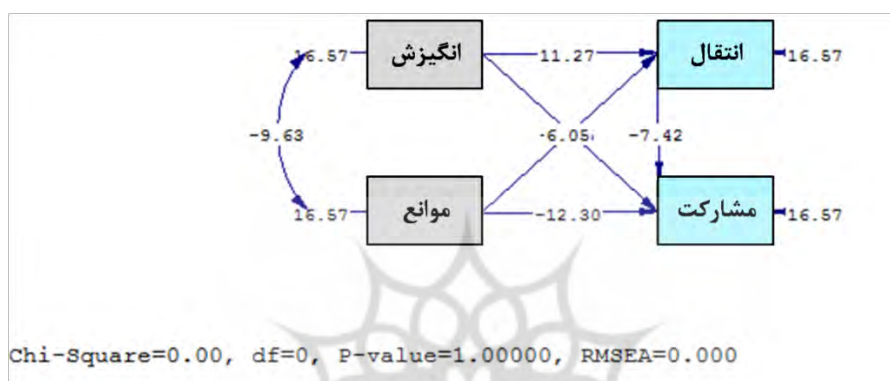 16.57 انگیزش 11.27 انتقال 16.57
-9.63 -6.05 -7.42
16.57 موانع -12.30 مشارکت 16.57
Chi-Square=0.00, df=0, P-value=1.00000, RMSEA=0.000